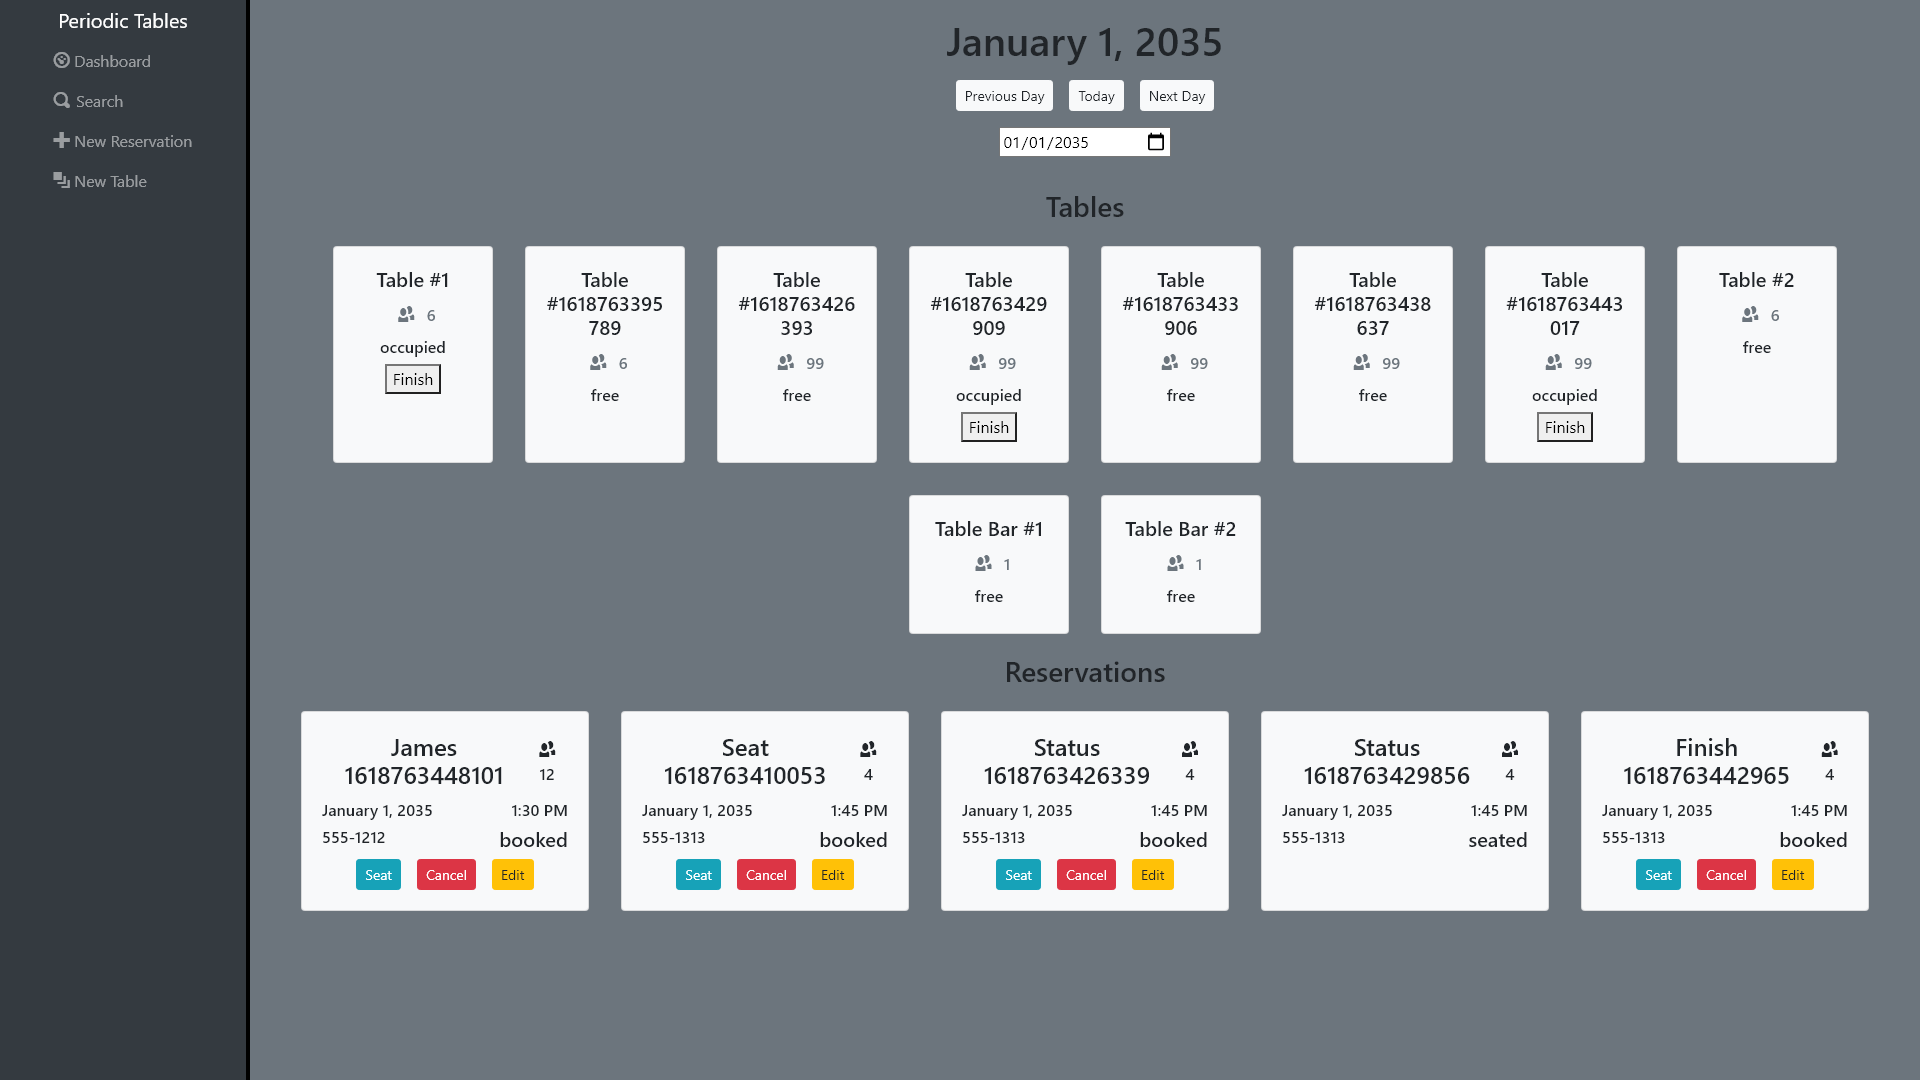 Periodic Tables
Dashboard
Search
New Reservation
New Table
January 1, 2035
Previous Day
Today
Next Day
01/01/2035
Tables
Table #1
6
occupied
Finish
Table
#1618763395
789
6
free
Table
#1618763426
393
99
free
Table
#1618763429
909
99
occupied
Finish
Table
#1618763433
906
99
free
Table
#1618763438
637
99
free
Table
#1618763443
017
99
occupied
Finish
Table #2
6
free
Table Bar #1
1
free
Table Bar #2
1
free
Reservations
James
1618763448101
12
January 1, 2035 1:30 PM
555-1212 booked
Seat Cancel Edit
Seat
1618763410053
4
January 1, 2035 1:45 PM
555-1313 booked
Seat Cancel Edit
Status
1618763426339
4
January 1, 2035 1:45 PM
555-1313 booked
Seat Cancel Edit
Status
1618763429856
4
January 1, 2035 1:45 PM
555-1313 seated
Finish
1618763442965
4
January 1, 2035 1:45 PM
555-1313 booked
Seat Cancel Edit